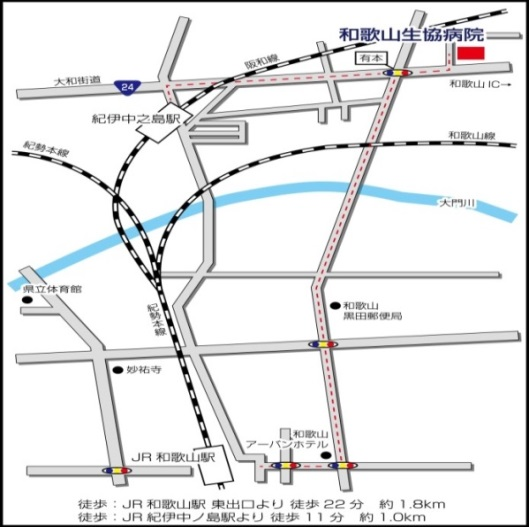 和歌山生協病院
阪和線
有本
大和街道
24
和歌山 IC→
紀伊中之島駅
紀勢本線
和歌山線
大門川
県立体育館
紀勢本線
和歌山
黒田郵便局
妙祐寺
和歌山
アーバンホテル
JR 和歌山駅
徒歩：JR 和歌山駅 東出口より 徒歩 22 分 約 1.8km
徒歩：JR 紀伊中ノ島駅より 徒歩 11 分 約 1.0km